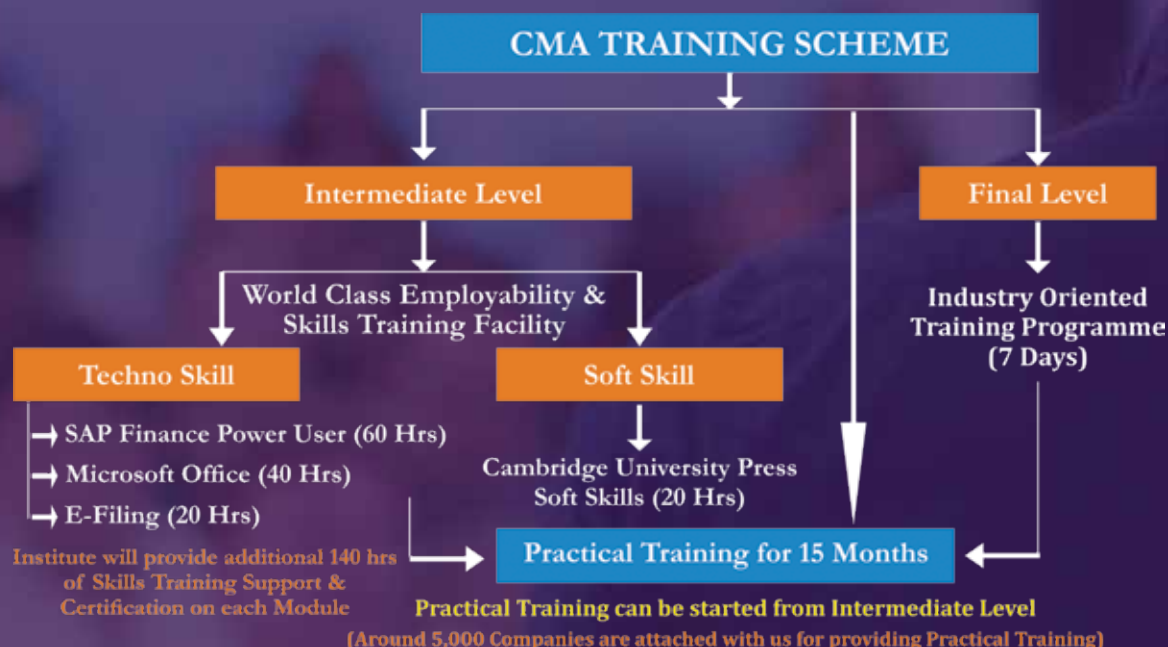 CMA TRAINING SCHEME
Intermediate Level
Final Level
World Class Employability &
Skills Training Facility
Industry Oriented
Training Programme
(7 Days)
Techno Skill
Soft Skill
SAP Finance Power User (60 Hrs)
Microsoft Office (40 Hrs)
E-Filing (20 Hrs)
Cambridge University Press
Soft Skills (20 Hrs)
Institute will provide additional 140 hrs
of Skills Training Support &
Certification on each Module
Practical Training for 15 Months
Practical Training can be started from Intermediate Level
(Around 5,000 Companies are attached with us for providing Practical Training)